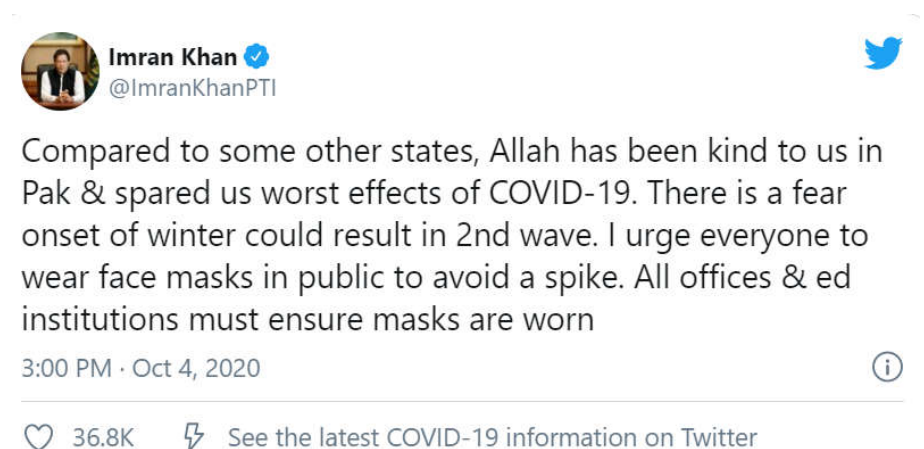 Imran Khan
@ImranKhanPTI
Compared to some other states, Allah has been kind to us in
Pak & spared us worst effects of COVID-19. There is a fear
onset of winter could result in 2nd wave. I urge everyone to
wear face masks in public to avoid a spike. All offices & ed
institutions must ensure masks are worn
3:00 PM · Oct 4, 2020
36.8K See the latest COVID-19 information on Twitter